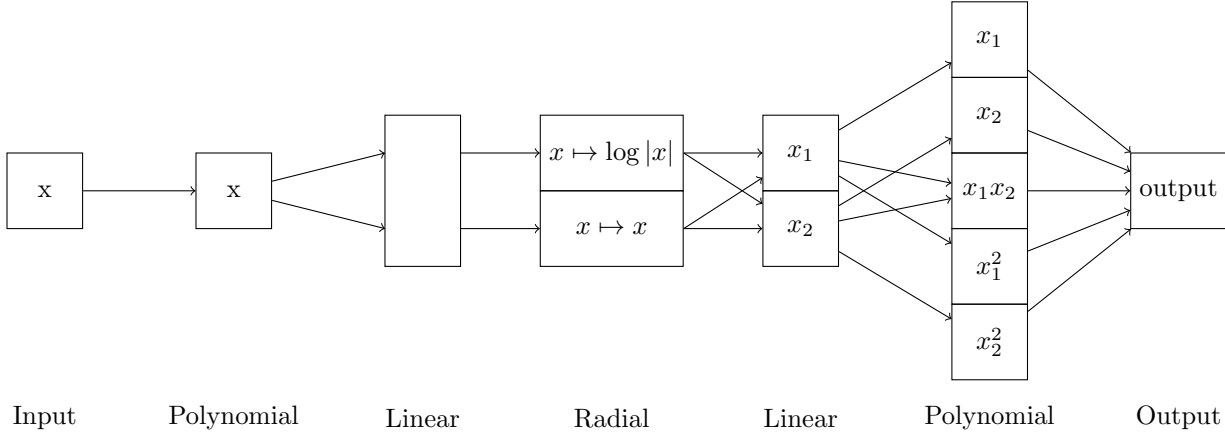 x
x
x ↦ log |x|
x ↦ x
x₁
x₂
x₁
x₂
x₁x₂
x₁²
x₂²
output
Input Polynomial Linear Radial Linear Polynomial Output